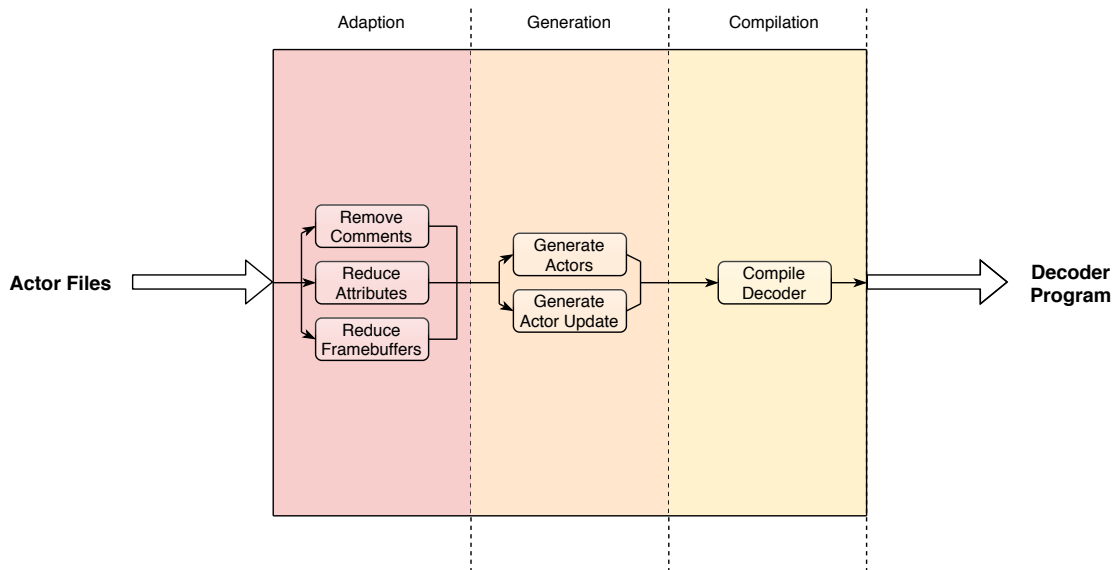 Adaption
Generation
Compilation
Remove
Comments
Reduce
Attributes
Reduce
Framebuffers
Generate
Actors
Generate
Actor Update
Compile
Decoder
Actor Files
Decoder
Program